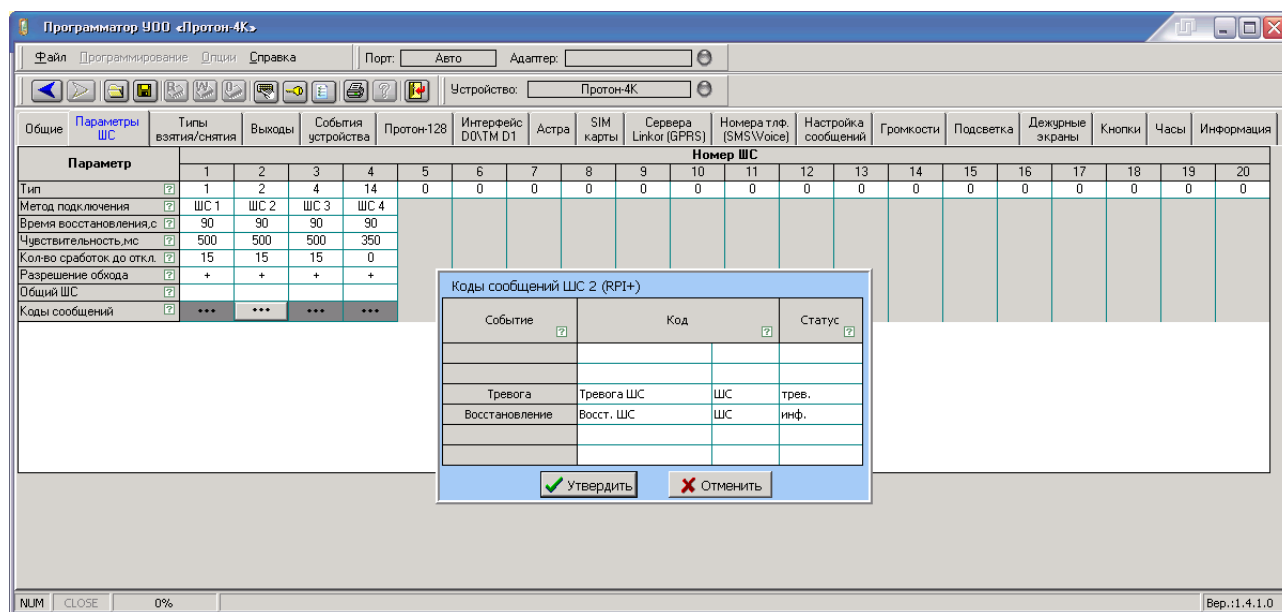 Программатор УОО «Протон-4К»
Файл Программирование Опции Справка Порт: Авто Адаптер:
Устройство: Протон-4К
Общие Параметры ШС Типы взятия/снятия Выходы События устройства Протон-128 Интерфейс D0\TM D1 Астра SIM карты Сервера Linkor (GPRS) Номера тлф. (SMS\Voice) Настройка сообщений Громкости Подсветка Дежурные экраны Кнопки Часы Информация
Параметр Номер ШС
1 2 3 4 5 6 7 8 9 10 11 12 13 14 15 16 17 18 19 20
Тип ? 1 2 4 14 0 0 0 0 0 0 0 0 0 0 0 0 0 0 0 0
Метод подключения ? ШС 1 ШС 2 ШС 3 ШС 4
Время восстановления,с ? 90 90 90 90
Чувствительность,мс ? 500 500 500 350
Кол-во сработок до откл. ? 15 15 15 0
Разрешение обхода ? + + + +
Общий ШС ?
Коды сообщений ? ••• ••• ••• •••
Коды сообщений ШС 2 (RPI+)
Событие ? Код ? Статус ?
Тревога Тревога ШС ШС трев.
Восстановление Восст. ШС ШС инф.
Утвердить Отменить
NUM CLOSE 0% Вер.:1.4.1.0